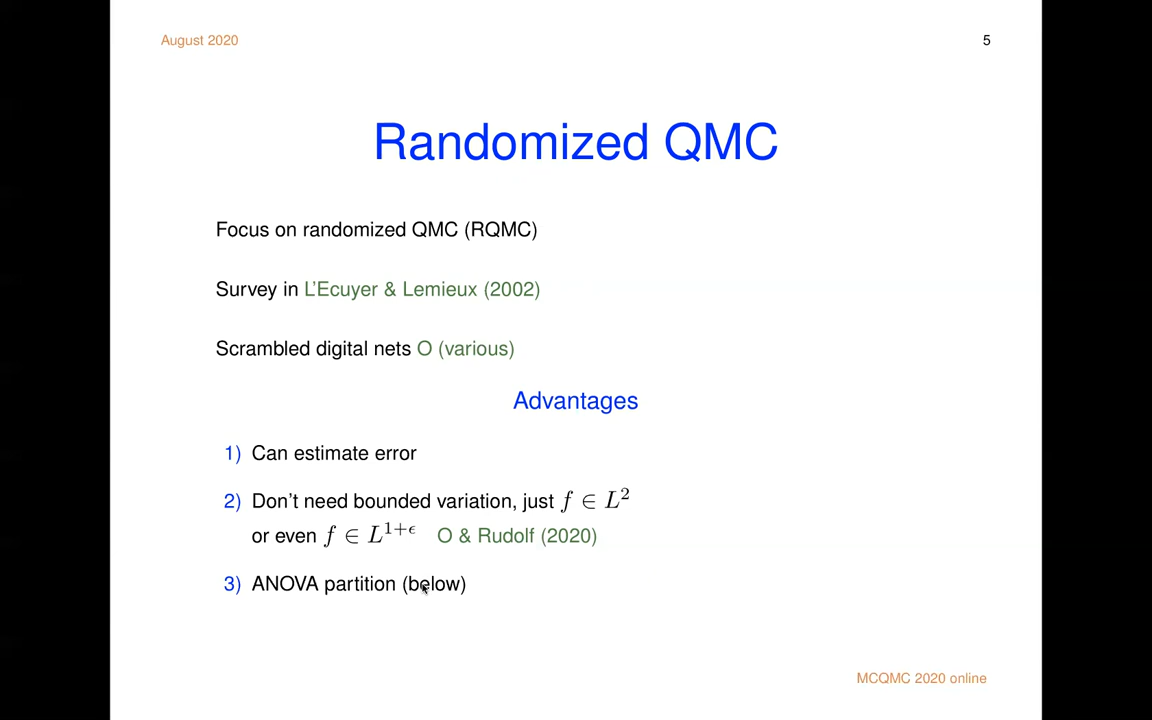 August 2020 5
Randomized QMC
Focus on randomized QMC (RQMC)
Survey in L'Ecuyer & Lemieux (2002)
Scrambled digital nets O (various)
Advantages
1) Can estimate error
2) Don't need bounded variation, just f ∈ L²
or even f ∈ L¹⁺ᵋ O & Rudolf (2020)
3) ANOVA partition (below)
MCQMC 2020 online